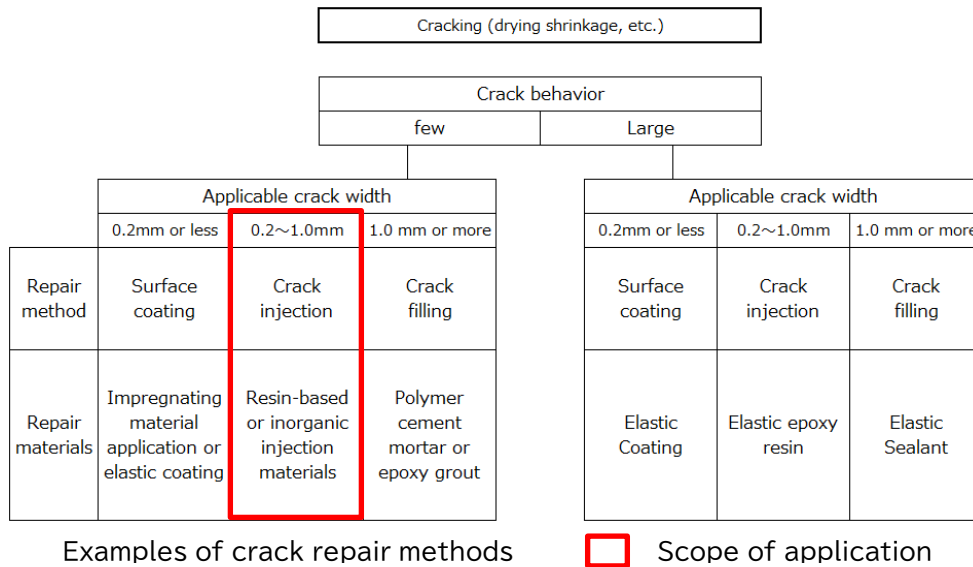 Cracking (drying shrinkage, etc.)
Crack behavior
few
Large
Applicable crack width
0.2mm or less
0.2～1.0mm
1.0 mm or more
Repair
method
Surface
coating
Crack
injection
Crack
filling
Repair
materials
Impregnating
material
application or
elastic coating
Resin-based
or inorganic
injection
materials
Polymer
cement
mortar or
epoxy grout
Applicable crack width
0.2mm or less
0.2～1.0mm
1.0 mm or more
Surface
coating
Crack
injection
Crack
filling
Elastic
Coating
Elastic epoxy
resin
Elastic
Sealant
Examples of crack repair methods
Scope of application